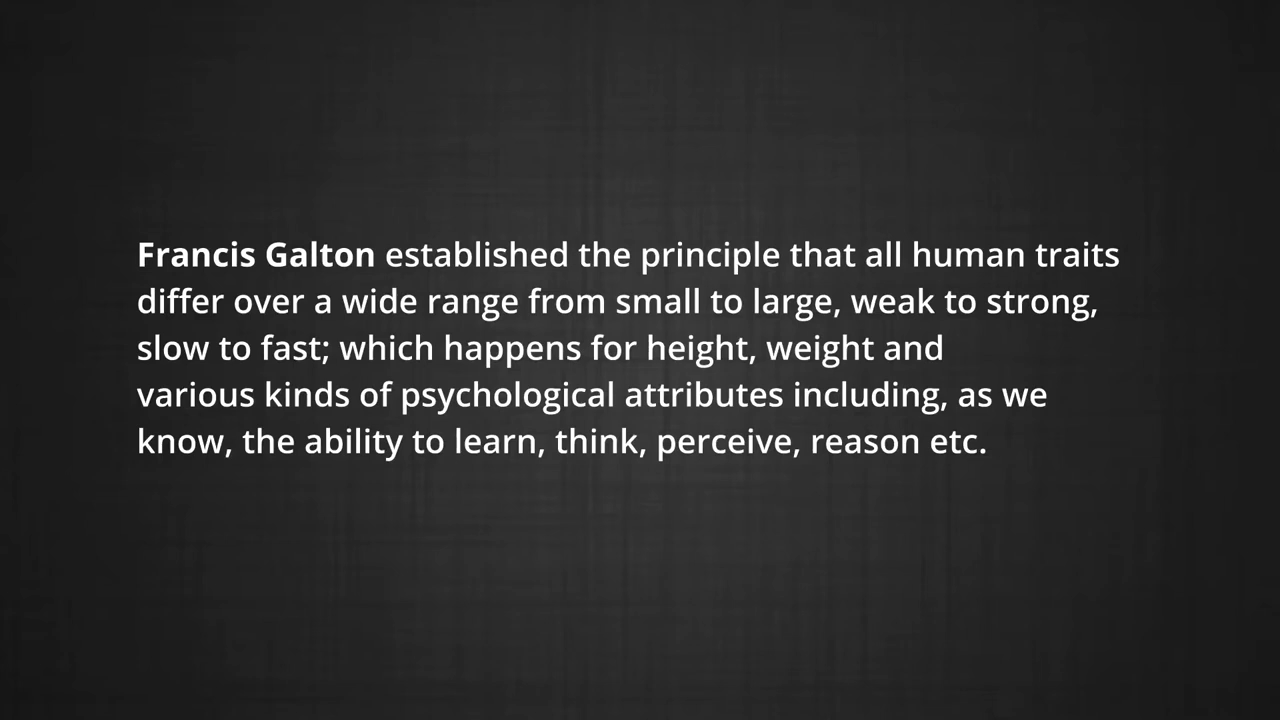 Francis Galton established the principle that all human traits
differ over a wide range from small to large, weak to strong,
slow to fast; which happens for height, weight and
various kinds of psychological attributes including, as we
know, the ability to learn, think, perceive, reason etc.